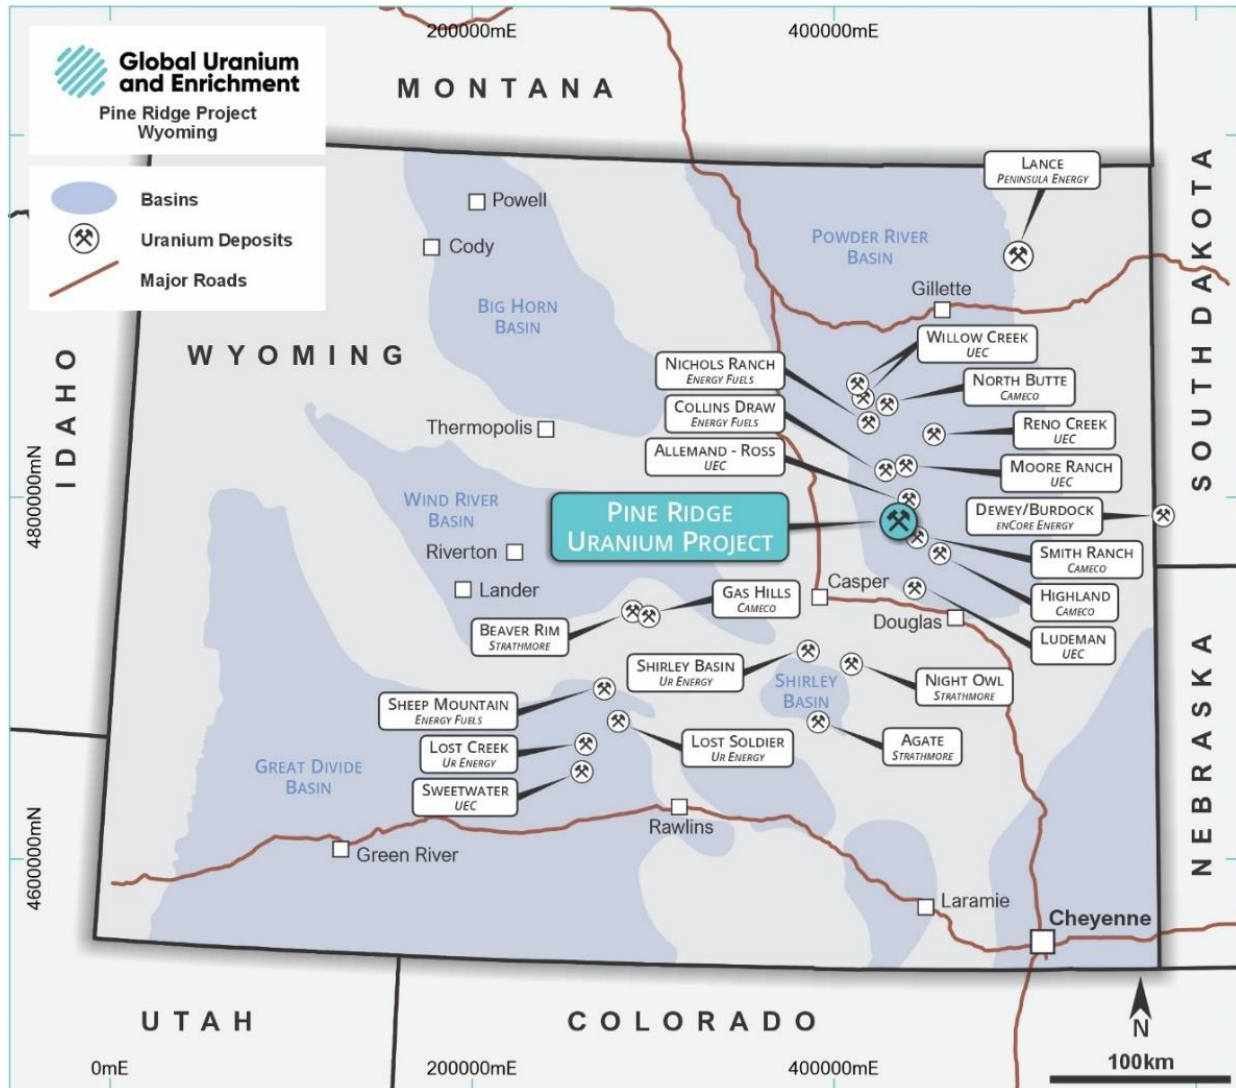 200000mE
400000mE
Global Uranium
and Enrichment
Pine Ridge Project
Wyoming
MONTANA
Basins
Uranium Deposits
Major Roads
LANCE
PENINSULA ENERGY
Powell
Cody
POWDER RIVER
BASIN
Gillette
BIG HORN
BASIN
IDAHO
WYOMING
SOUTH DAKOTA
WILLOW CREEK
UEC
NICHOLS RANCH
ENERGY FUELS
NORTH BUTTE
CAMECO
COLLINS DRAW
ENERGY FUELS
Thermopolis
RENO CREEK
UEC
ALLEMAND - ROSS
UEC
MOORE RANCH
UEC
4800000mN
WIND RIVER
BASIN
PINE RIDGE
URANIUM PROJECT
DEWEY/BURDOCK
ENCORE ENERGY
Riverton
SMITH RANCH
CAMECO
Lander
GAS HILLS
CAMECO
Casper
HIGHLAND
CAMECO
BEAVER RIM
STRATHMORE
Douglas
LUDEMAN
UEC
SHIRLEY BASIN
UR ENERGY
SHIRLEY
BASIN
NIGHT OWL
STRATHMORE
NEBRASKA
SHEEP MOUNTAIN
ENERGY FUELS
LOST CREEK
UR ENERGY
LOST SOLDIER
UR ENERGY
AGATE
STRATHMORE
GREAT DIVIDE
BASIN
SWEETWATER
UEC
Rawlins
Green River
4600000mN
Laramie
Cheyenne
UTAH
COLORADO
N
0mE
200000mE
400000mE
100km